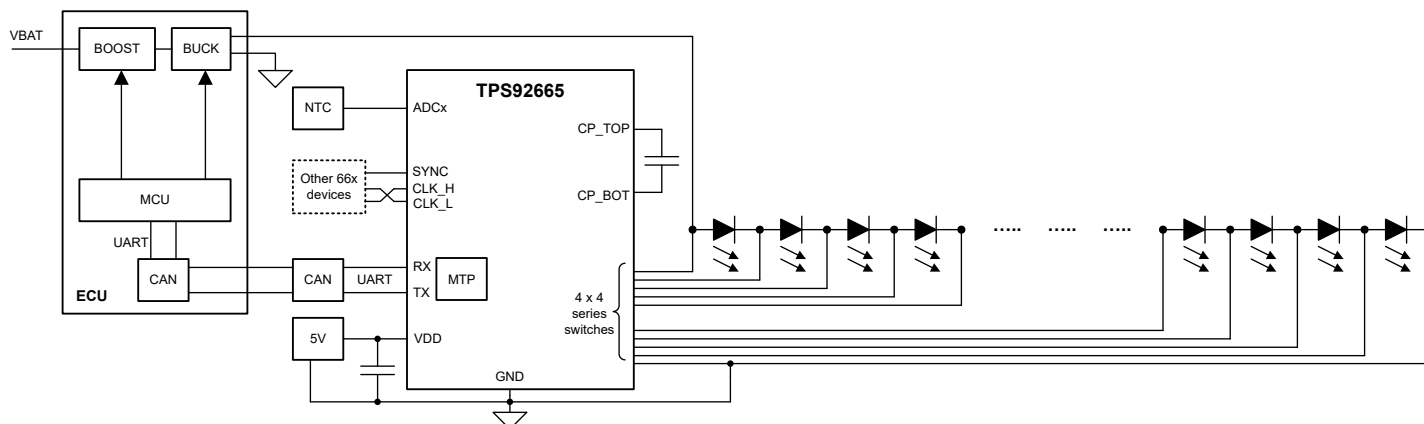 VBAT
BOOST
BUCK
MCU
UART
CAN
ECU
NTC
Other 66x
devices
CAN
UART
5V
TPS92665
ADCx
SYNC
CLK_H
CLK_L
RX
TX
MTP
VDD
GND
CP_TOP
CP_BOT
4 x 4
series
switches
..... ..... .....